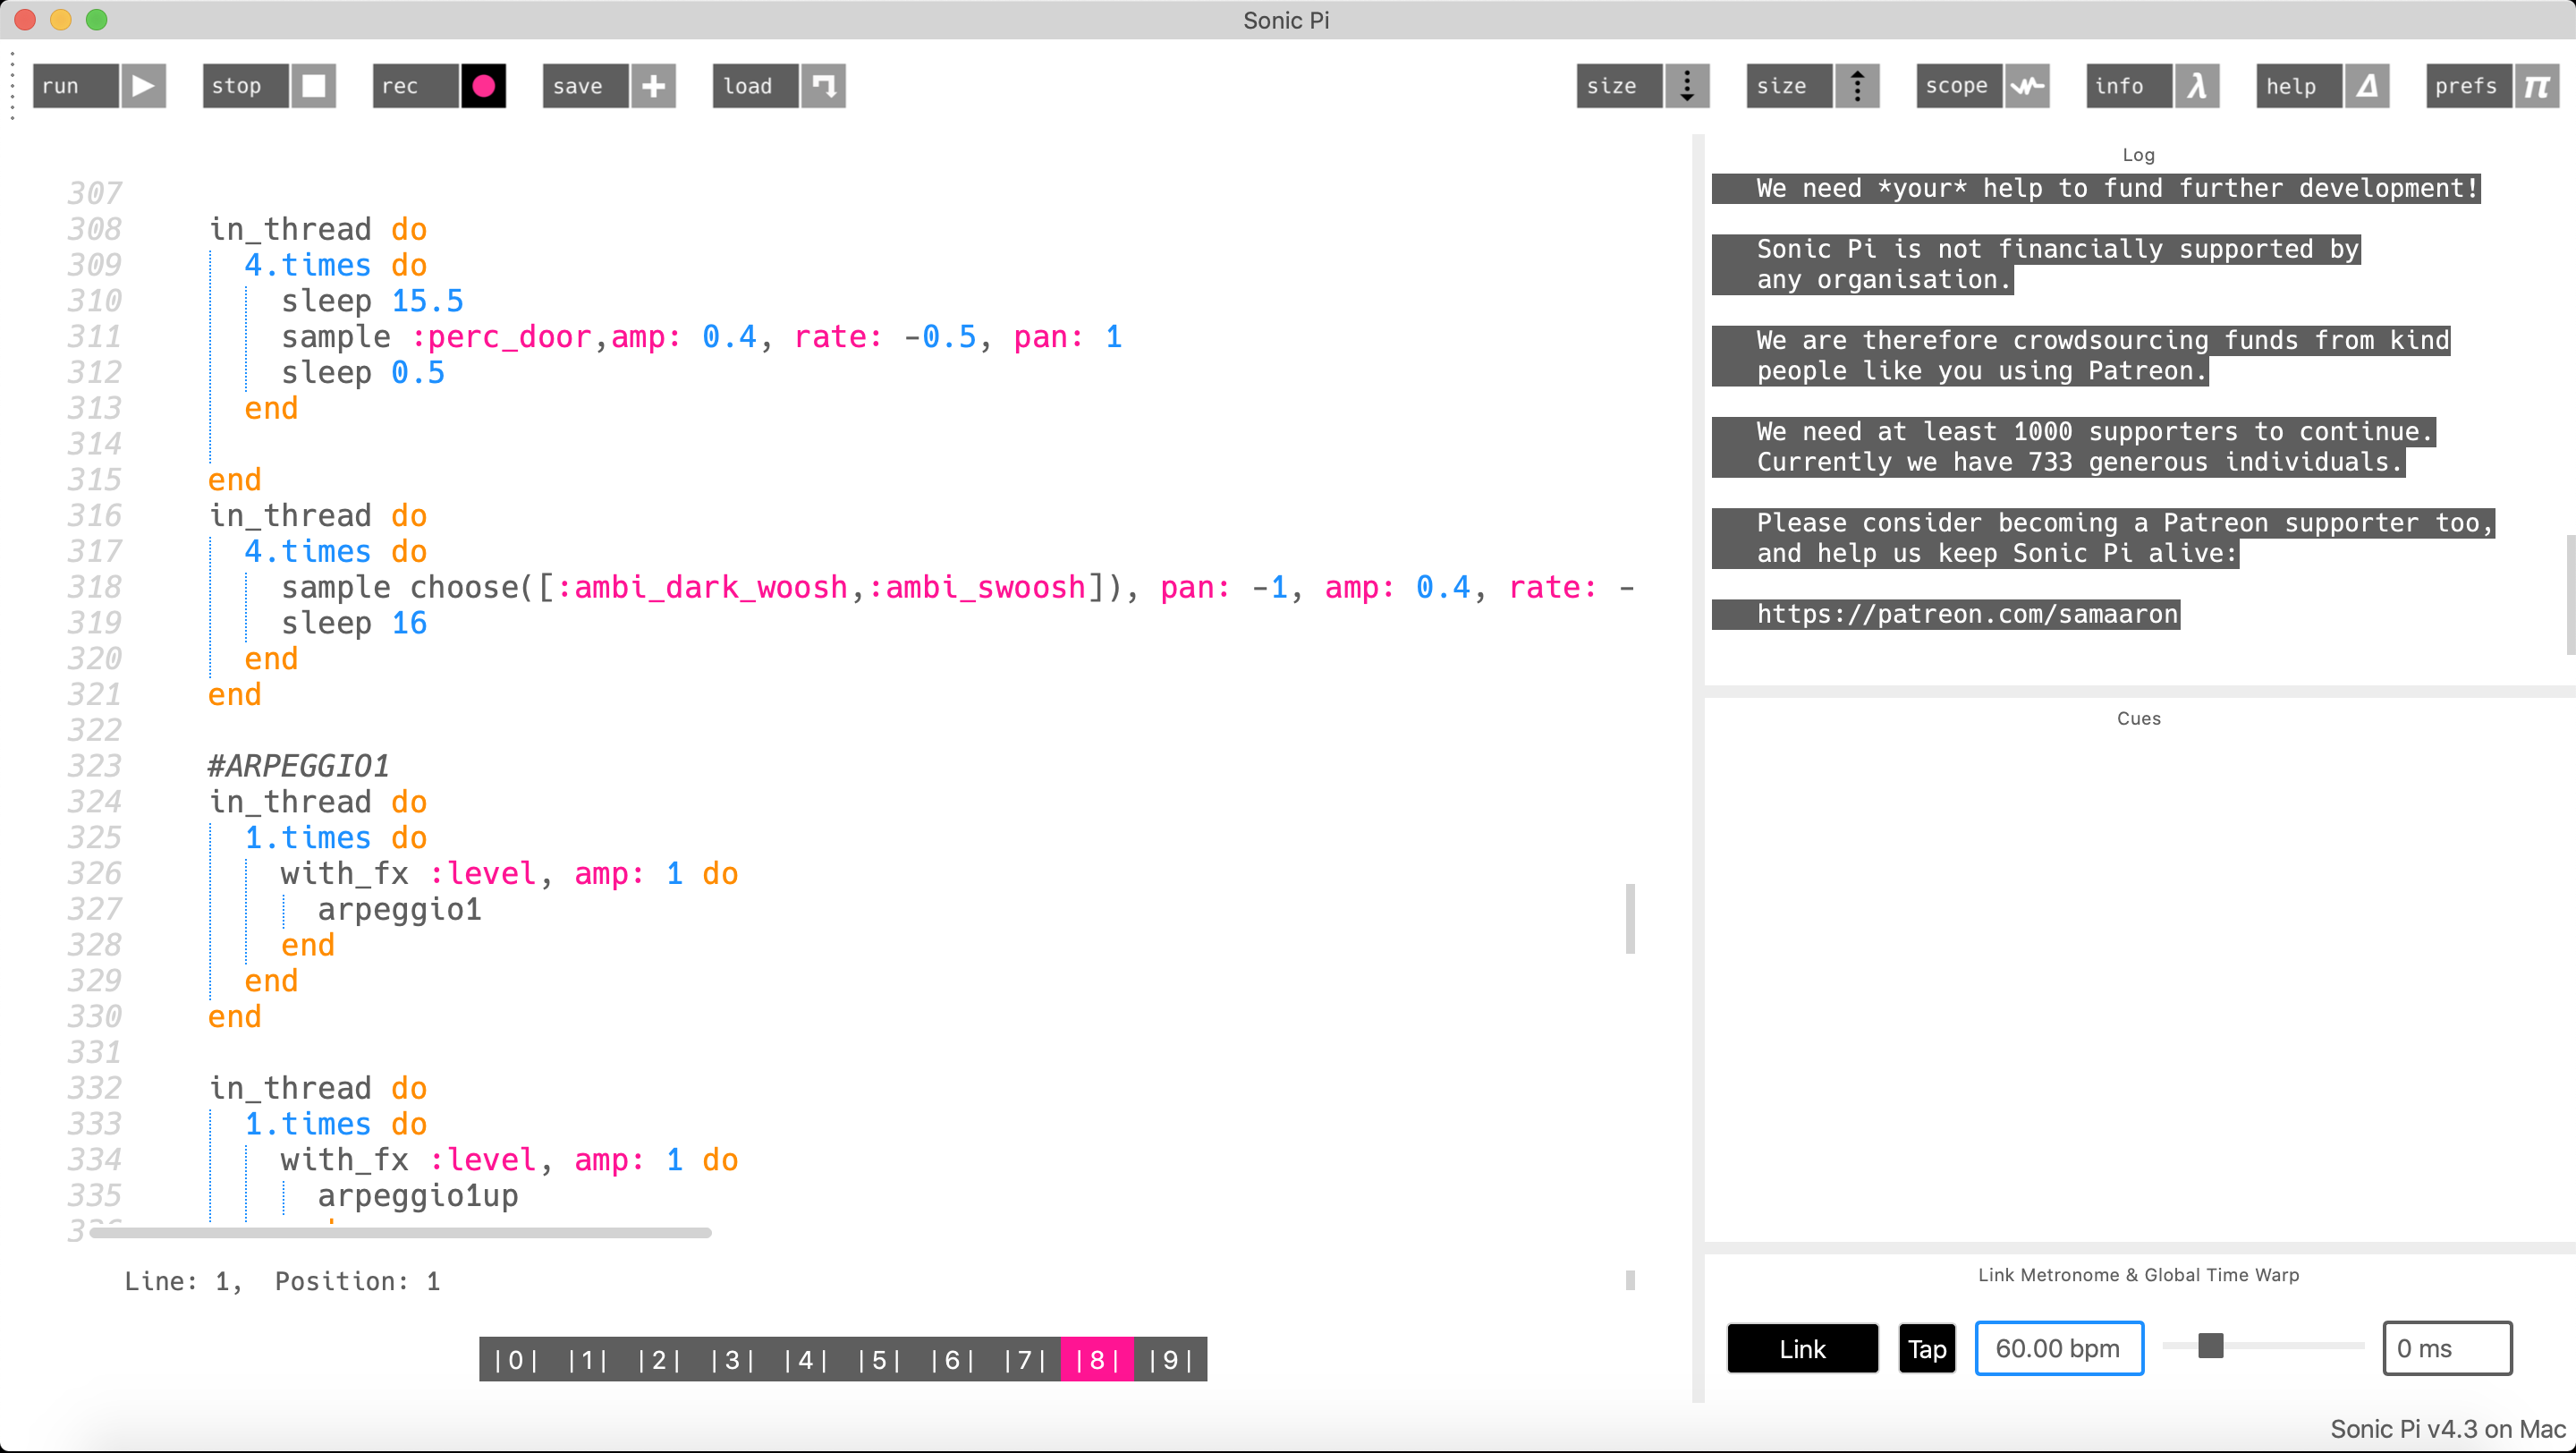 Sonic Pi
run stop rec save load size size scope info λ help prefs π
307
308 in_thread do
309 4.times do
310 sleep 15.5
311 sample :perc_door,amp: 0.4, rate: -0.5, pan: 1
312 sleep 0.5
313 end
314
315 end
316 in_thread do
317 4.times do
318 sample choose([:ambi_dark_woosh,:ambi_swoosh]), pan: -1, amp: 0.4, rate: -
319 sleep 16
320 end
321 end
322
323 #ARPEGGIO1
324 in_thread do
325 1.times do
326 with_fx :level, amp: 1 do
327 arpeggio1
328 end
329 end
330 end
331
332 in_thread do
333 1.times do
334 with_fx :level, amp: 1 do
335 arpeggio1up
Line: 1, Position: 1
|0| |1| |2| |3| |4| |5| |6| |7| |8| |9|
Log
We need *your* help to fund further development!
Sonic Pi is not financially supported by
any organisation.
We are therefore crowdsourcing funds from kind
people like you using Patreon.
We need at least 1000 supporters to continue.
Currently we have 733 generous individuals.
Please consider becoming a Patreon supporter too,
and help us keep Sonic Pi alive:
https://patreon.com/samaaron
Cues
Link Metronome & Global Time Warp
Link Tap 60.00 bpm 0 ms
Sonic Pi v4.3 on Mac